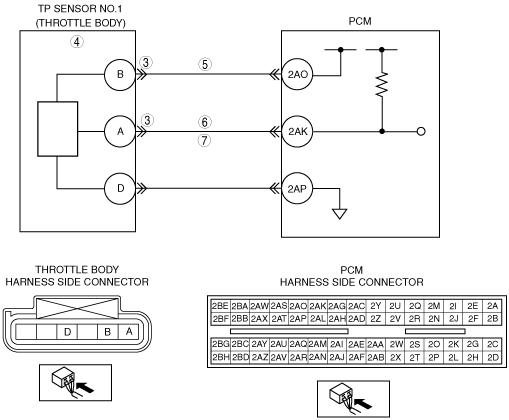 TP SENSOR NO.1
(THROTTLE BODY)
PCM
4
B
3
5
2AO
A
3
6
7
2AK
D
2AP
THROTTLE BODY
HARNESS SIDE CONNECTOR
D B A
PCM
HARNESS SIDE CONNECTOR
2BE 2BA 2AW 2AS 2AO 2AK 2AG 2AC 2Y 2U 2Q 2M 2I 2E 2A
2BF 2BB 2AX 2AT 2AP 2AL 2AH 2AD 2Z 2V 2R 2N 2J 2F 2B
2BG 2BC 2AY 2AU 2AQ 2AM 2AI 2AE 2AA 2W 2S 2O 2K 2G 2C
2BH 2BD 2AZ 2AV 2AR 2AN 2AJ 2AF 2AB 2X 2T 2P 2L 2H 2D